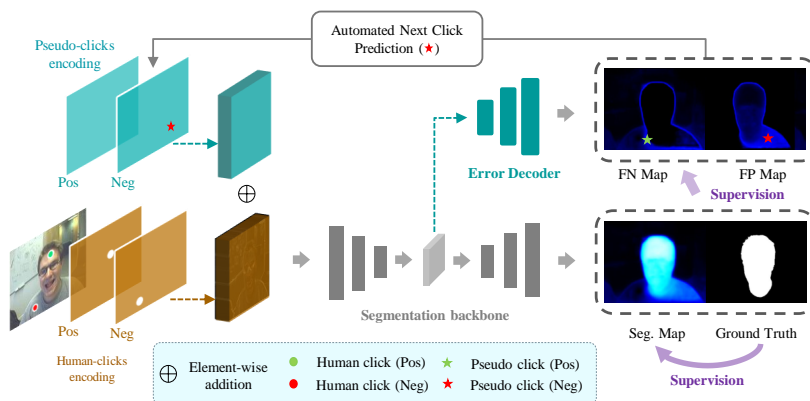 Automated Next Click
Prediction (★)
Pseudo-clicks
encoding
Pos
Neg
Error Decoder
FN Map
FP Map
Supervision
Pos
Neg
Human-clicks
encoding
Segmentation backbone
Seg. Map
Ground Truth
Supervision
Element-wise
addition
Human click (Pos)
Human click (Neg)
Pseudo click (Pos)
Pseudo click (Neg)